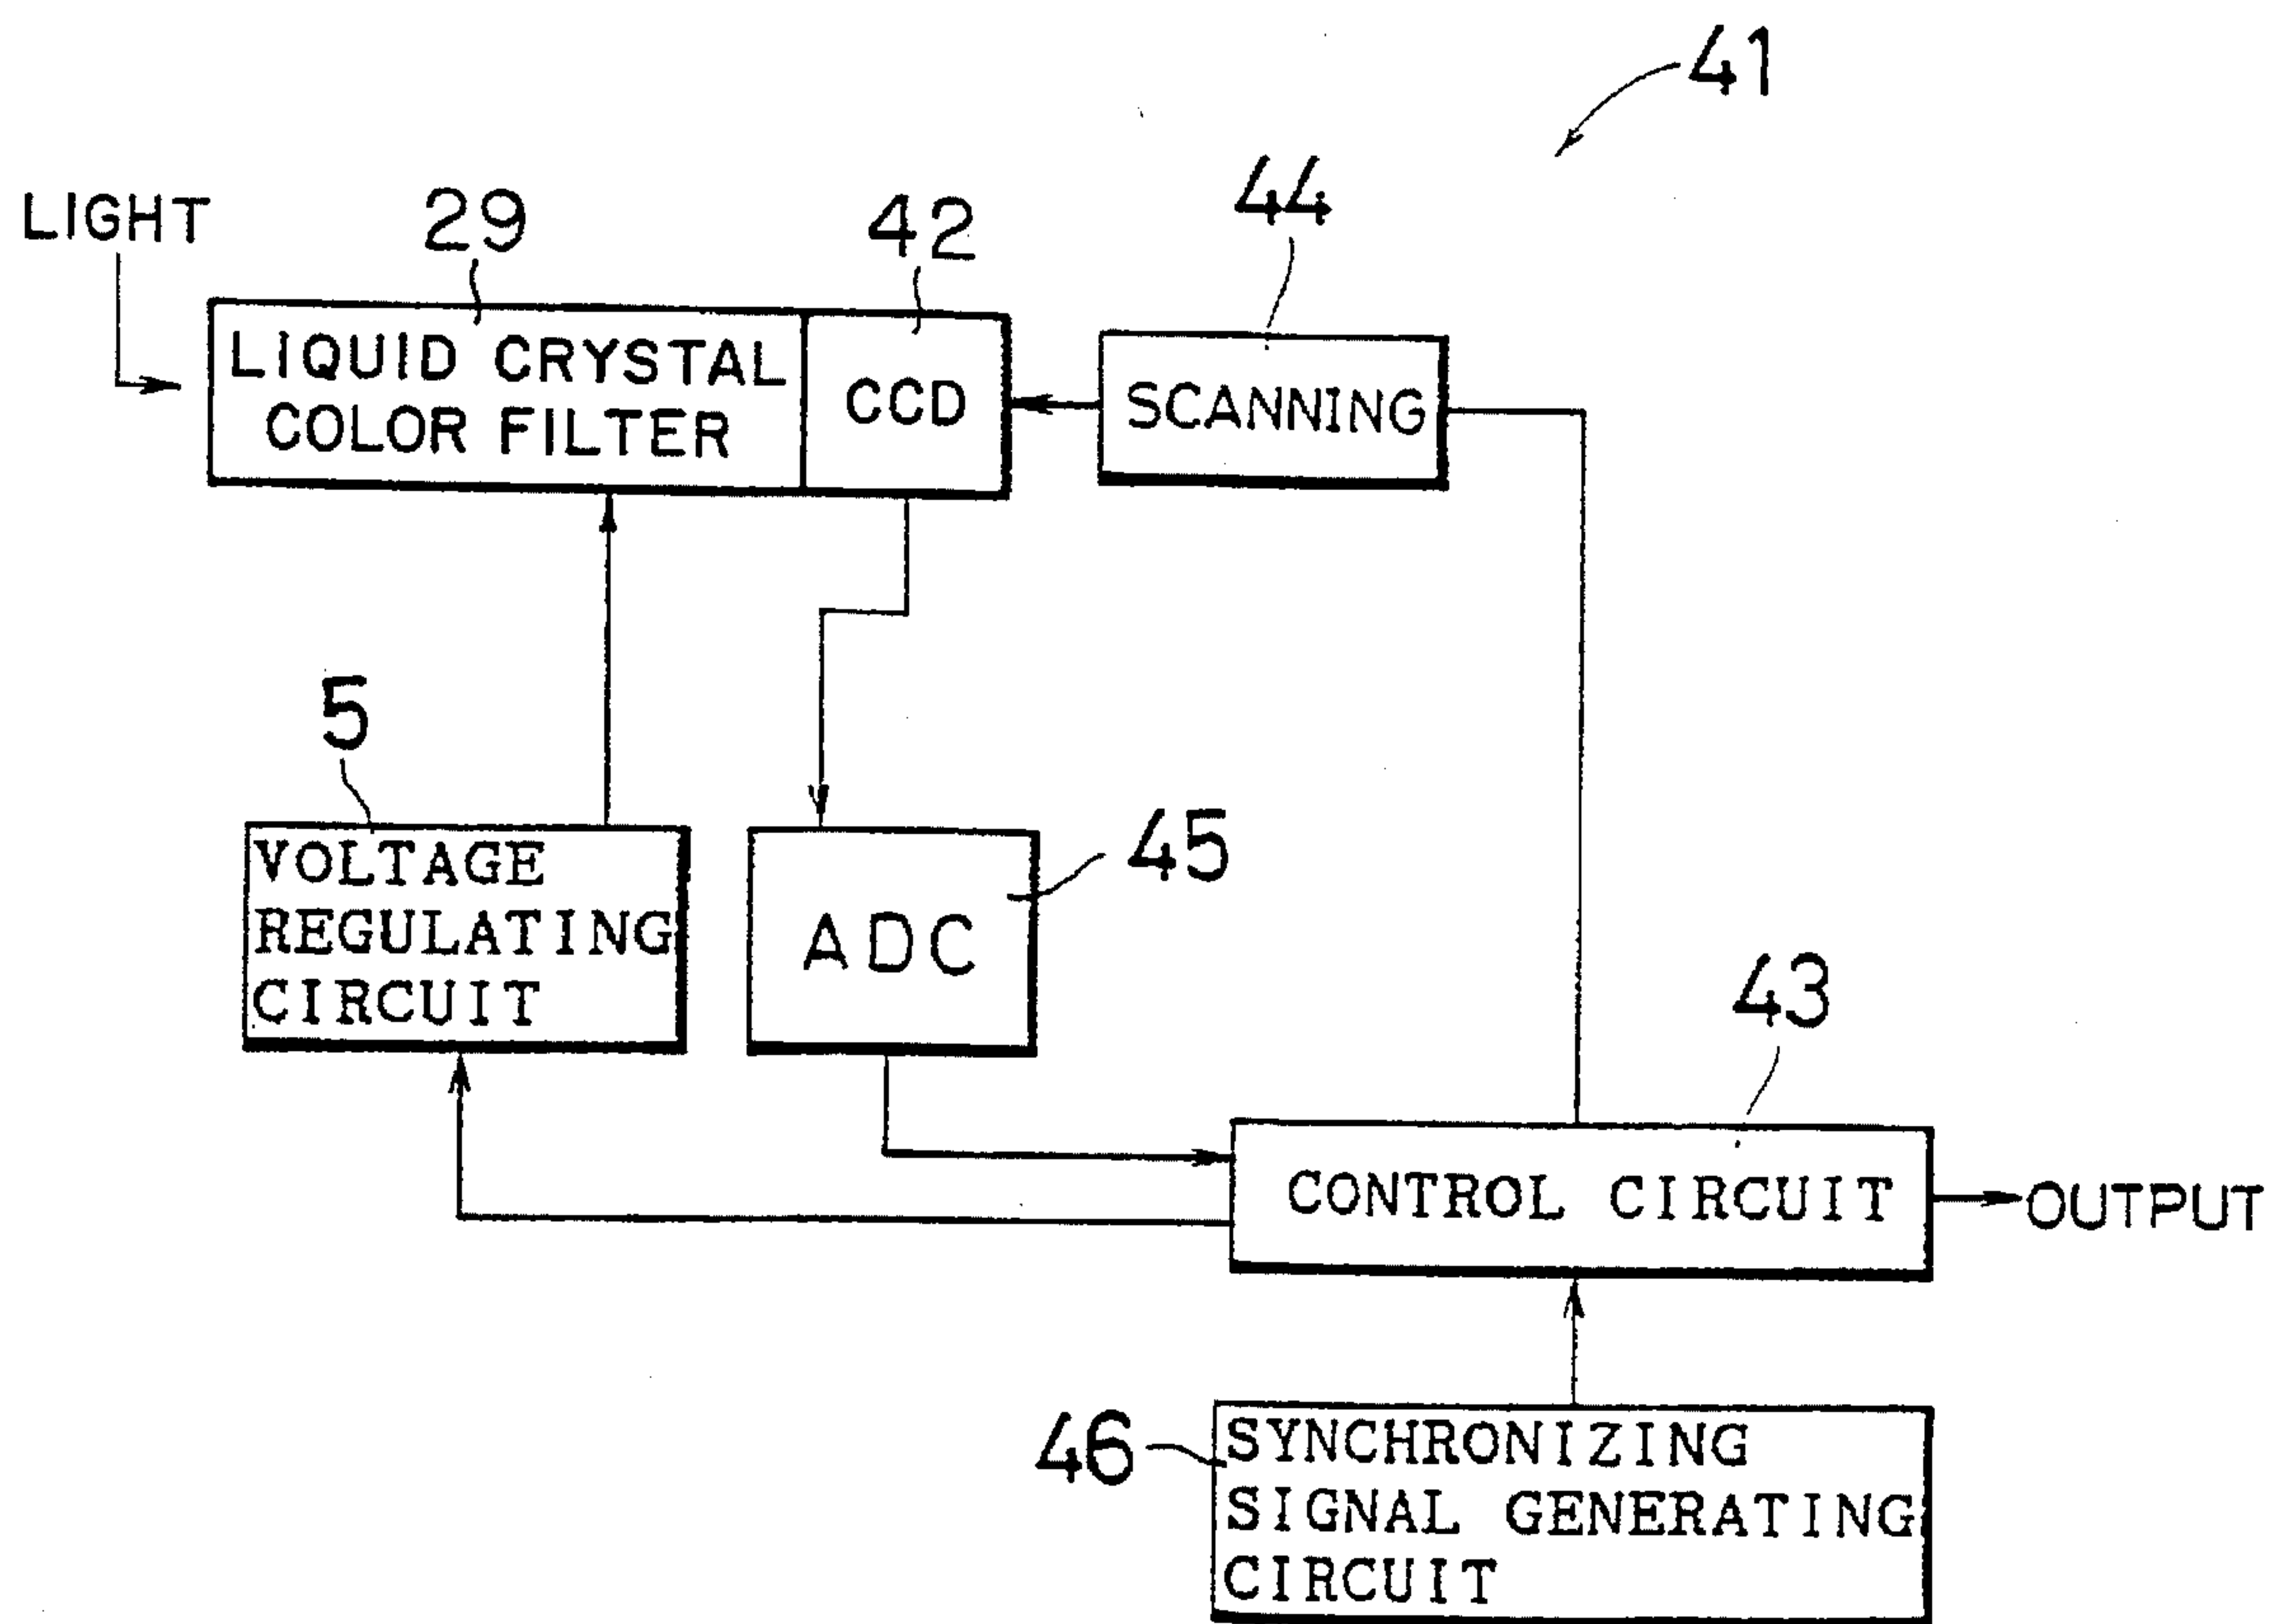 41
44
LIGHT
29
42
LIQUID CRYSTAL
COLOR FILTER
CCD
SCANNING
5
45
VOLTAGE
REGULATING
CIRCUIT
ADC
43
CONTROL CIRCUIT
OUTPUT
46
SYNCHRONIZING
SIGNAL GENERATING
CIRCUIT